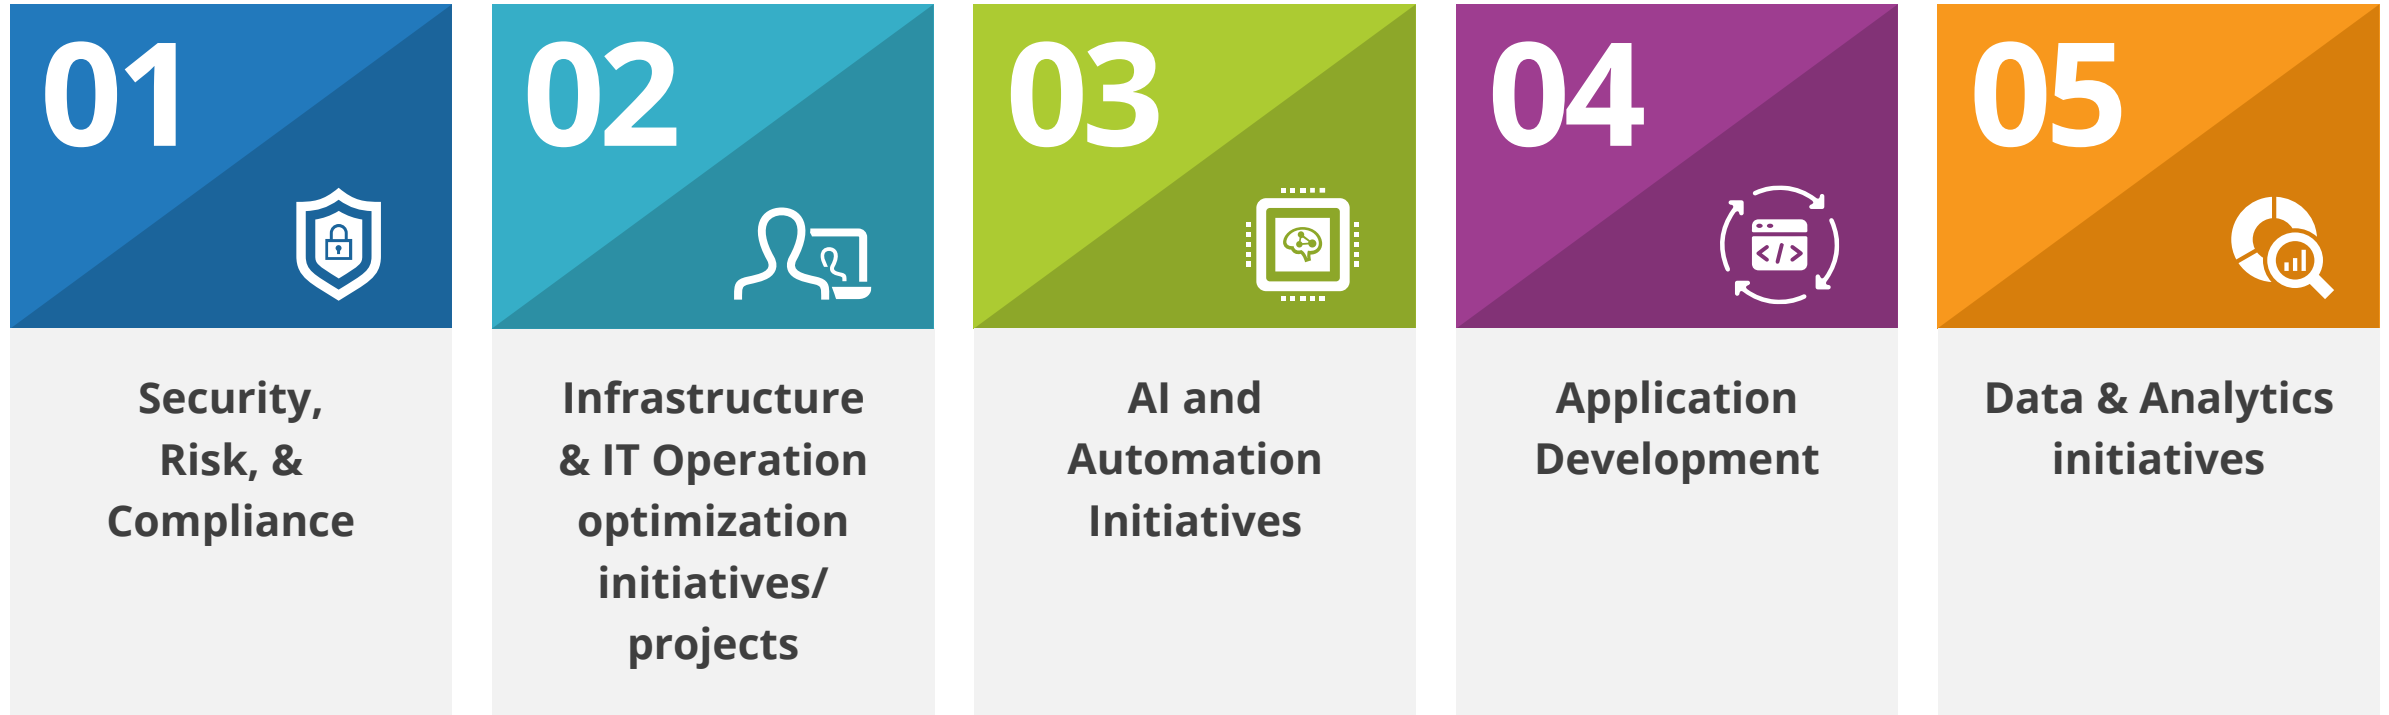 01
Security,
Risk, &
Compliance
02
Infrastructure
& IT Operation
optimization
initiatives/
projects
03
AI and
Automation
Initiatives
04
</>
Application
Development
05
Data & Analytics
initiatives